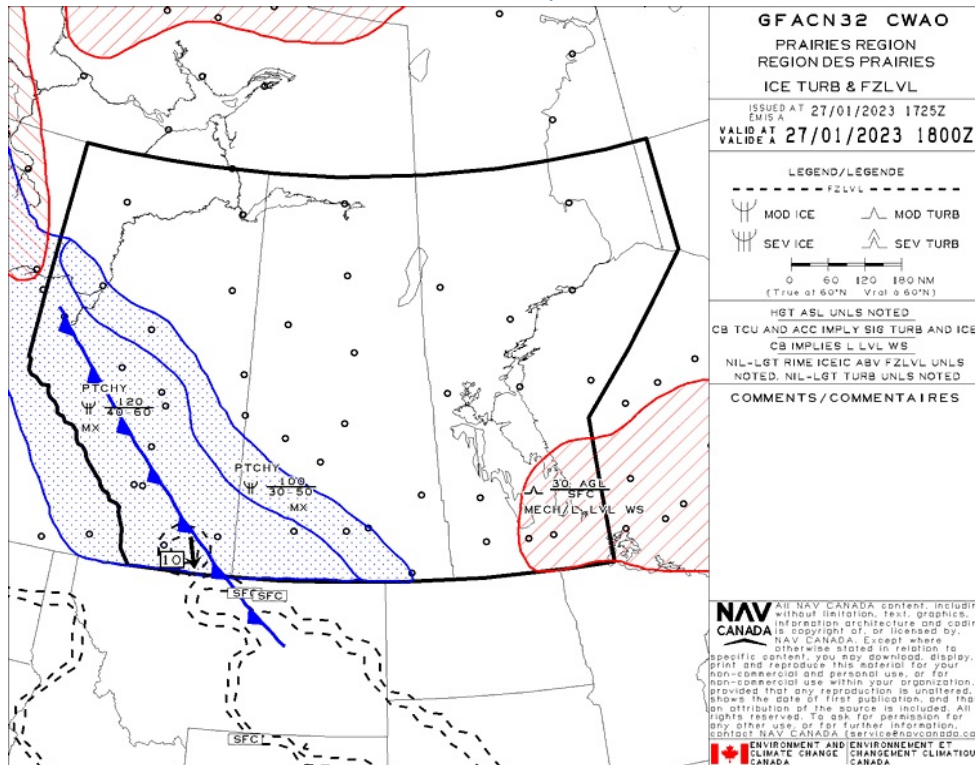 GFACN32 CWAO
PRAIRIES REGION
REGION DES PRAIRIES
ICE TURB & FZLVL
ISSUED AT
EMIS A
27/01/2023 1725Z
VALID AT
VALIDE A
27/01/2023 1800Z
LEGEND/LEGENDE
FZLVL
MOD ICE
MOD TURB
SEV ICE
SEV TURB
0 60 120 180 NM
(True at 60°N Vrai à 60°N)
HGT ASL UNLS NOTED
CB TCU AND ACC IMPLY SIG TURB AND ICE
CB IMPLIES L LVL WS
NIL-LGT RIME ICEIC ABV FZLVL UNLS
NOTED. NIL-LGT TURB UNLS NOTED
COMMENTS/COMMENTAIRES
PTCHY
120
40-60
MX
PTCHY
100
30-50
MX
30 AGL
SFC
MECH/L LVL WS
10
SFC
SFC
SFC
NAV
CANADA
All NAV CANADA content, includin
without limitation, text, graphics,
information architecture and codin
is copyright of, or licensed by,
NAV CANADA. Except where
otherwise stated in relation to
specific content, you may download, display,
print and reproduce this material for your
non-commercial and personal use, or for
non-commercial use within your organization,
provided that any reproduction is unaltered,
shows the date of first publication, and tha
an attribution of the source is included. All
rights reserved. To ask for permission for
any other use, or for further information,
contact NAV CANADA (service@navcanada.ca
ENVIRONMENT AND
CLIMATE CHANGE
CANADA
ENVIRONNEMENT ET
CHANGEMENT CLIMATIQU
CANADA